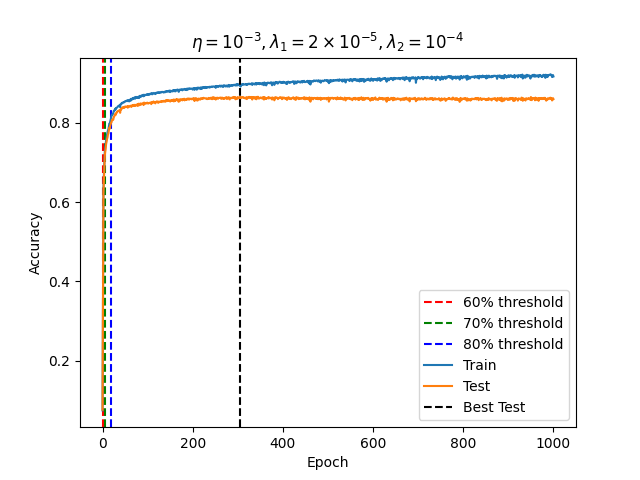 η = 10⁻³, λ₁ = 2 × 10⁻⁵, λ₂ = 10⁻⁴
Accuracy
0.8
0.6
0.4
0.2
60% threshold
70% threshold
80% threshold
Train
Test
Best Test
0 200 400 600 800 1000
Epoch